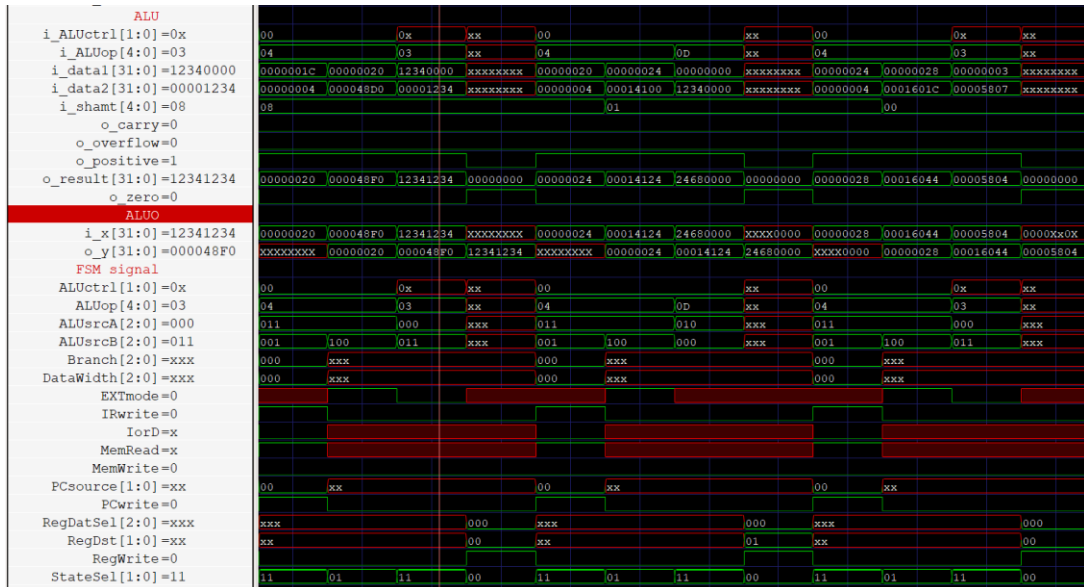 ALU
i_ALUctrl[1:0]=0x 00 0x xx 00 xx 00 0x xx
i_ALUop[4:0]=03 04 03 xx 04 0D xx 04 03 xx
i_data1[31:0]=12340000 0000001C 00000020 12340000 xxxxxxxx 00000020 00000024 00000000 xxxxxxxx 00000024 00000028 00000003 xxxxxxxx
i_data2[31:0]=00001234 00000004 000048D0 00001234 xxxxxxxx 00000004 00014100 12340000 xxxxxxxx 00000004 0001601C 00005807 xxxxxxxx
i_shamt[4:0]=08 08 01 00
o_carry=0
o_overflow=0
o_positive=1
o_result[31:0]=12341234 00000020 000048F0 12341234 00000000 00000024 00014124 24680000 00000000 00000028 00016044 00005804 00000000
o_zero=0
ALUO
i_x[31:0]=12341234 00000020 000048F0 12341234 XXXXXXXX 00000024 00014124 24680000 XXXX0000 00000028 00016044 00005804 0000Xx0X
o_y[31:0]=000048F0 XXXXXXXX 00000020 000048F0 12341234 XXXXXXXX 00000024 00014124 24680000 XXXX0000 00000028 00016044 00005804
FSM signal
ALUctrl[1:0]=0x 00 0x xx 00 xx 00 0x xx
ALUop[4:0]=03 04 03 xx 04 0D xx 04 03 xx
ALUsrcA[2:0]=000 011 000 xxx 011 010 xxx 011 000 xxx
ALUsrcB[2:0]=011 001 100 011 xxx 001 100 000 xxx 001 100 011 xxx
Branch[2:0]=xxx 000 xxx 000 xxx 000 xxx
DataWidth[2:0]=xxx 000 xxx 000 xxx 000 xxx
EXTmode=0
IRwrite=0
IorD=x
MemRead=x
MemWrite=0
PCsource[1:0]=xx 00 xx 00 xx 00 xx
PCwrite=0
RegDatSel[2:0]=xxx xxx 000 xxx 000 xxx 000
RegDst[1:0]=xx xx 00 xx 01 xx 00
RegWrite=0
StateSel[1:0]=11 11 01 11 00 11 01 11 00 11 01 11 00